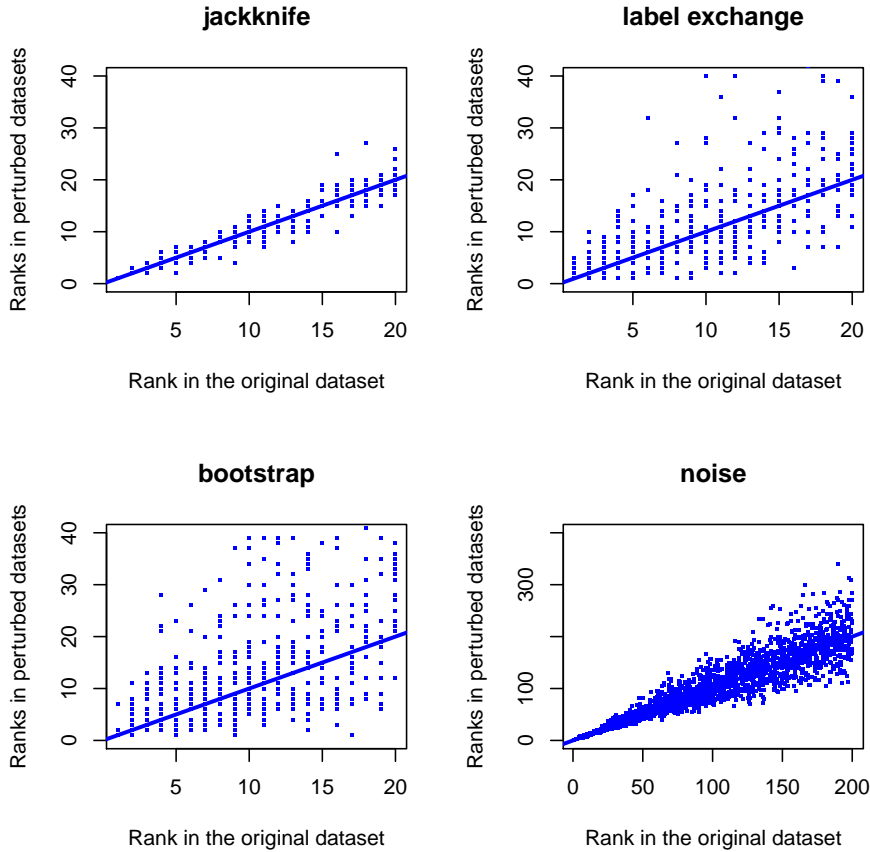 jackknife
Ranks in perturbed datasets
40
30
20
10
0
5
10
15
20
Rank in the original dataset
label exchange
Ranks in perturbed datasets
40
30
20
10
0
5
10
15
20
Rank in the original dataset
bootstrap
Ranks in perturbed datasets
40
30
20
10
0
5
10
15
20
Rank in the original dataset
noise
Ranks in perturbed datasets
300
100
0
0
50
100
150
200
Rank in the original dataset